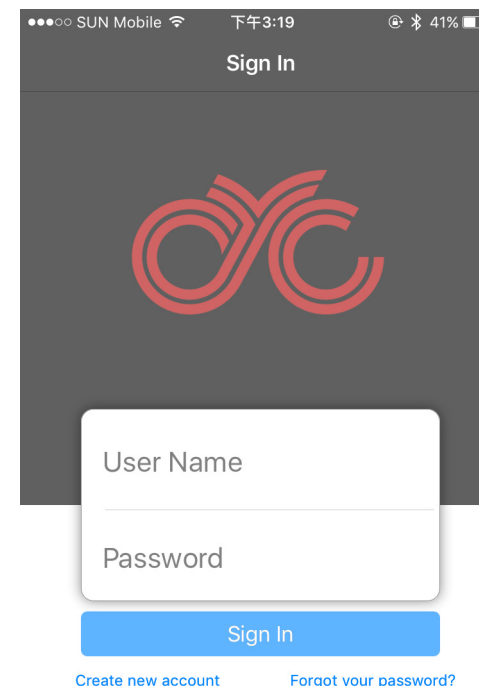 SUN Mobile 下午3:19 41%
Sign In
User Name
Password
Sign In
Create new account Forgot your password?